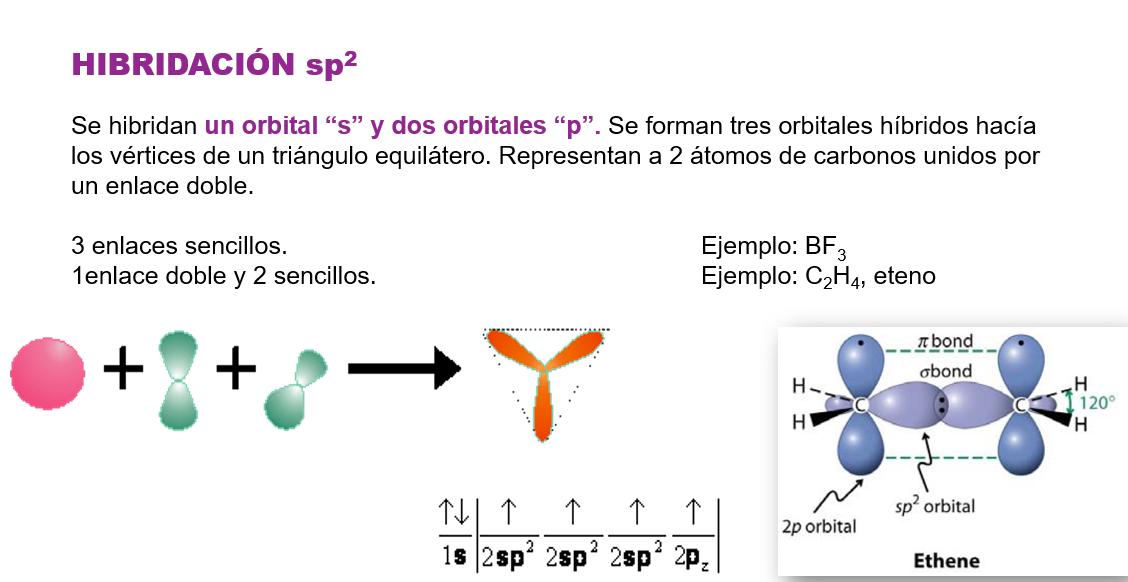 HIBRIDACIÓN sp²
Se hibridan un orbital “s” y dos orbitales “p”. Se forman tres orbitales híbridos hacía
los vértices de un triángulo equilátero. Representan a 2 átomos de carbonos unidos por
un enlace doble.
3 enlaces sencillos.
1enlace doble y 2 sencillos.
Ejemplo: BF₃
Ejemplo: C₂H₄, eteno
+ +
π bond
σbond
H C C H
H H
120°
sp² orbital
2p orbital
Ethene
↑↓ ↑ ↑ ↑ ↑
1s 2sp² 2sp² 2sp² 2p_z